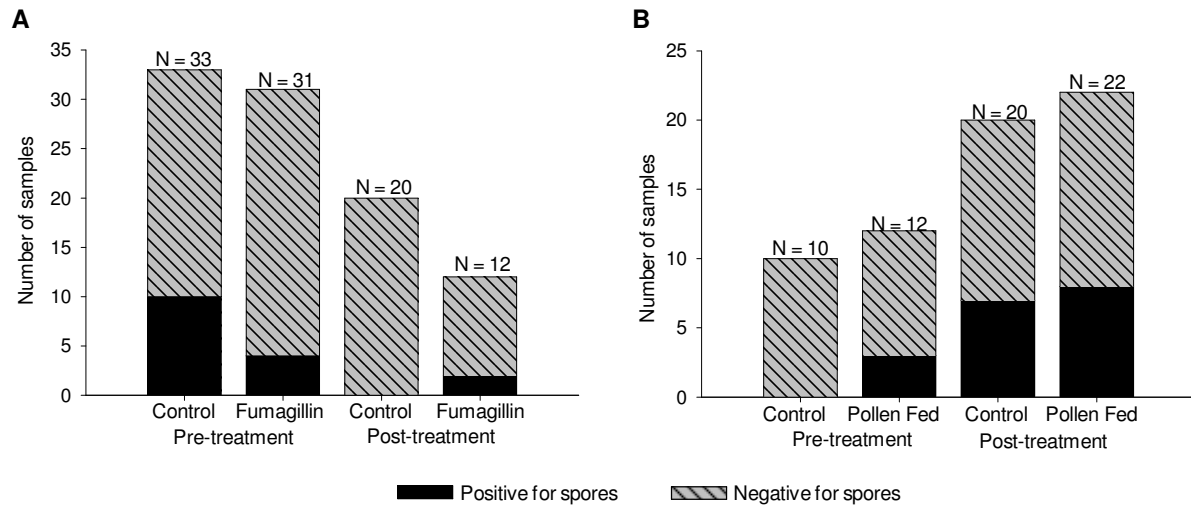 A
Number of samples
35
30
25
20
15
10
5
0
N = 33
N = 31
N = 20
N = 12
Control Fumagillin Control Fumagillin
Pre-treatment Post-treatment
B
Number of samples
25
20
15
10
5
0
N = 10
N = 12
N = 20
N = 22
Control Pollen Fed Control Pollen Fed
Pre-treatment Post-treatment
Positive for spores Negative for spores